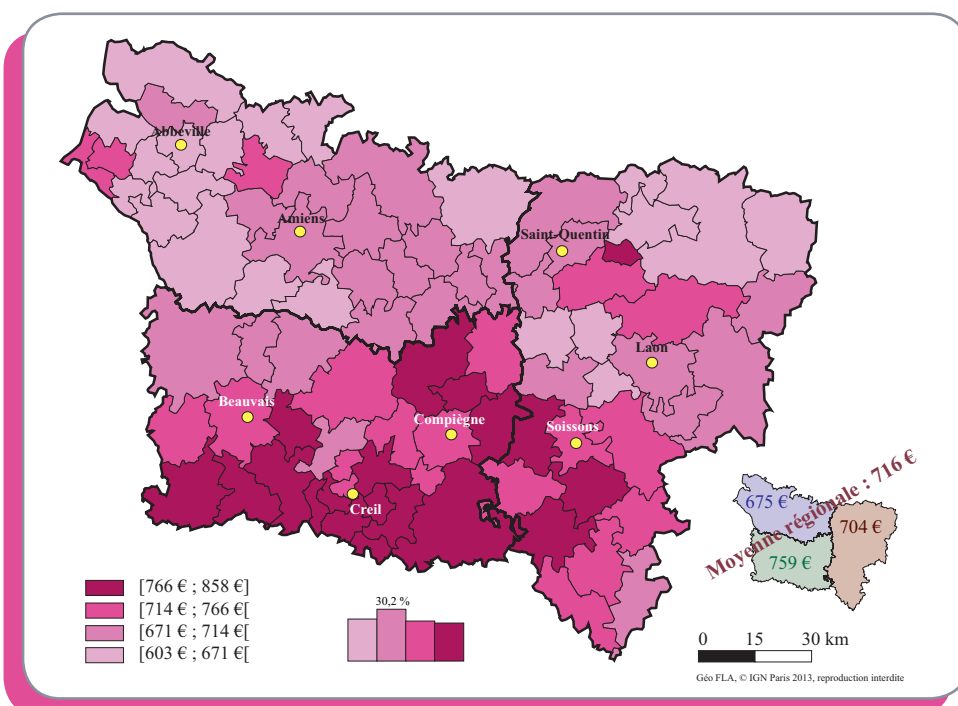 Abbeville
Amiens
Saint-Quentin
Laon
Beauvais
Compiègne
Soissons
Creil
Moyenne régionale : 716 €
675 €
704 €
759 €
[766 € ; 858 €]
[714 € ; 766 €[
[671 € ; 714 €[
[603 € ; 671 €[
30,2 %
0 15 30 km
Géo FLA, © IGN Paris 2013, reproduction interdite